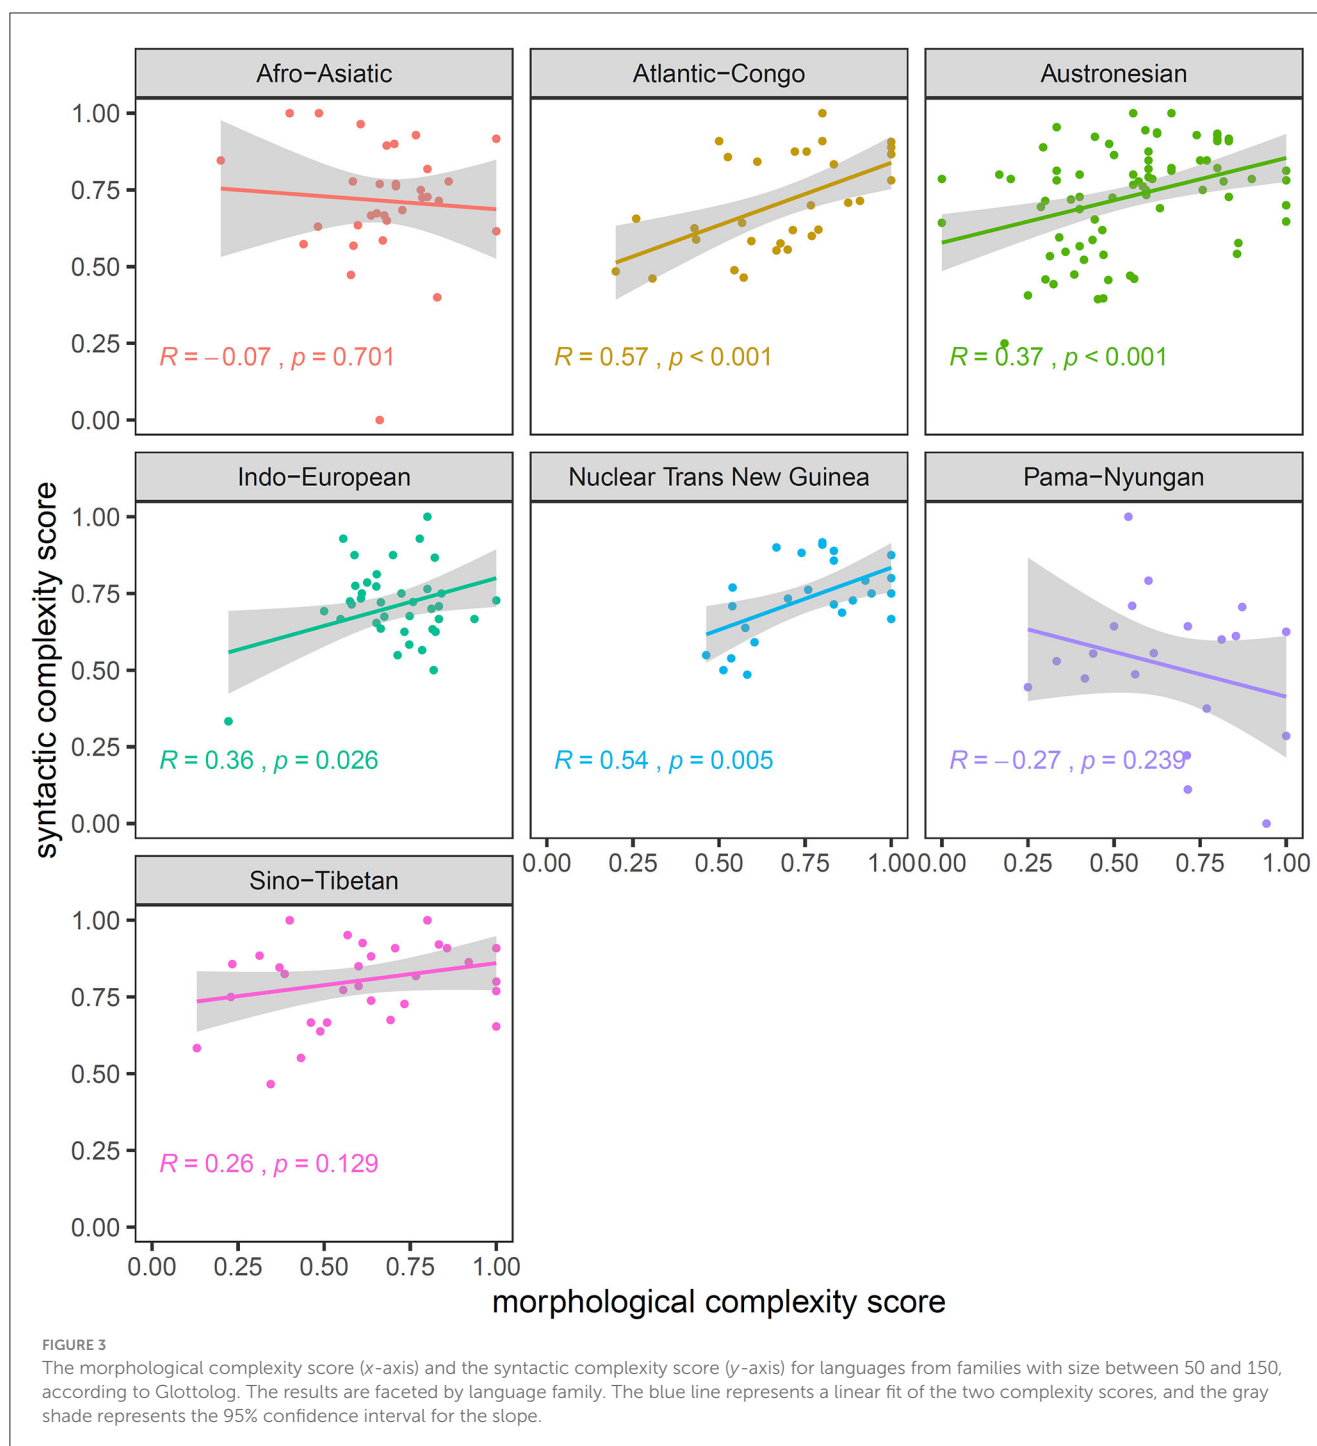 Afro−Asiatic
Atlantic−Congo
Austronesian
1.00
0.75
0.50
0.25
0.00
R = −0.07 , p = 0.701
R = 0.57 , p < 0.001
R = 0.37 , p < 0.001
Indo−European
Nuclear Trans New Guinea
Pama−Nyungan
syntactic complexity score
1.00
0.75
0.50
0.25
0.00
R = 0.36 , p = 0.026
R = 0.54 , p = 0.005
R = −0.27 , p = 0.239
0.00 0.25 0.50 0.75 1.00
0.00 0.25 0.50 0.75 1.00
Sino−Tibetan
1.00
0.75
0.50
0.25
0.00
R = 0.26 , p = 0.129
0.00 0.25 0.50 0.75 1.00
morphological complexity score
FIGURE 3
The morphological complexity score (x-axis) and the syntactic complexity score (y-axis) for languages from families with size between 50 and 150,
according to Glottolog. The results are faceted by language family. The blue line represents a linear fit of the two complexity scores, and the gray
shade represents the 95% confidence interval for the slope.